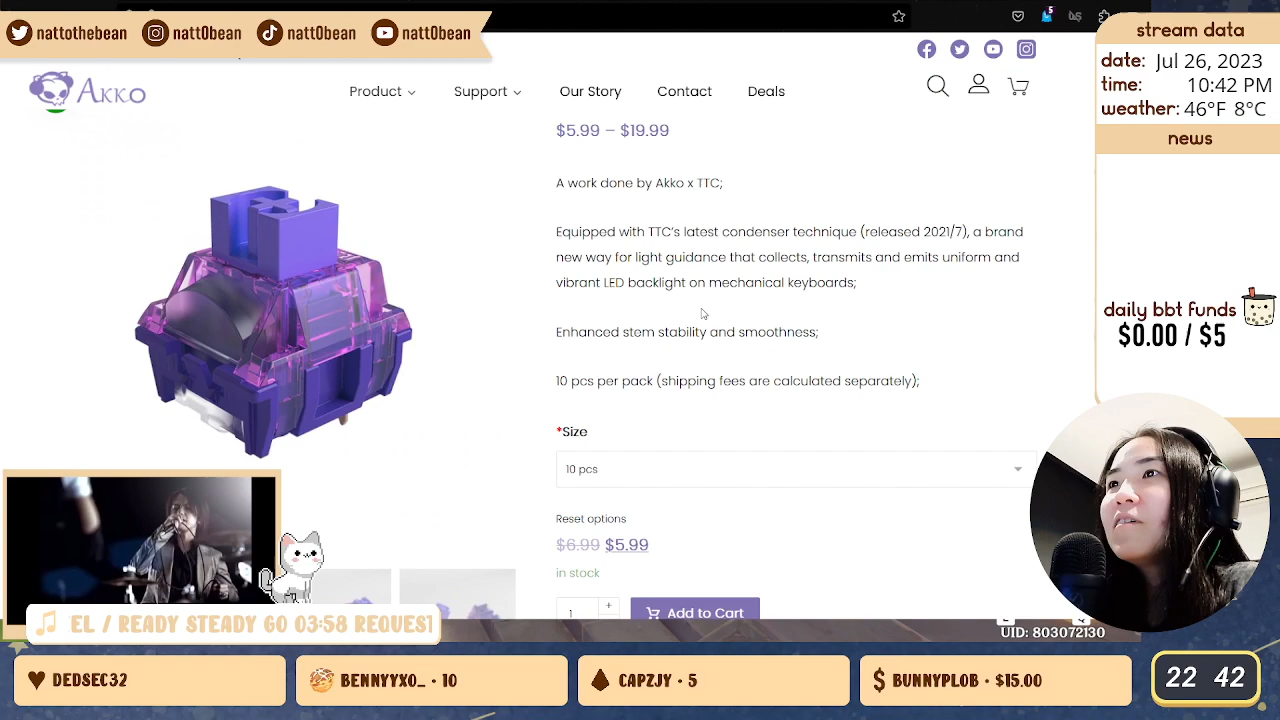 nattothebean
natt0bean
natt0bean
natt0bean
stream data
date: Jul 26, 2023
time: 10:42 PM
weather: 46°F 8°C
news
AKKO
Product
Support
Our Story
Contact
Deals
$5.99 – $19.99
A work done by Akko x TTC;
Equipped with TTC's latest condenser technique (released 2021/7), a brand
new way for light guidance that collects, transmits and emits uniform and
vibrant LED backlight on mechanical keyboards;
Enhanced stem stability and smoothness;
10 pcs per pack (shipping fees are calculated separately);
*Size
10 pcs
Reset options
$6.99 $5.99
in stock
1
+
Add to Cart
daily bbt funds
$0.00 / $5
EL / READY STEADY GO 03:58 REQUEST
UID: 803072130
DEDSEC32
BENNYYXO_ · 10
CAPZJY · 5
$ BUNNYPLOB · $15.00
22 42